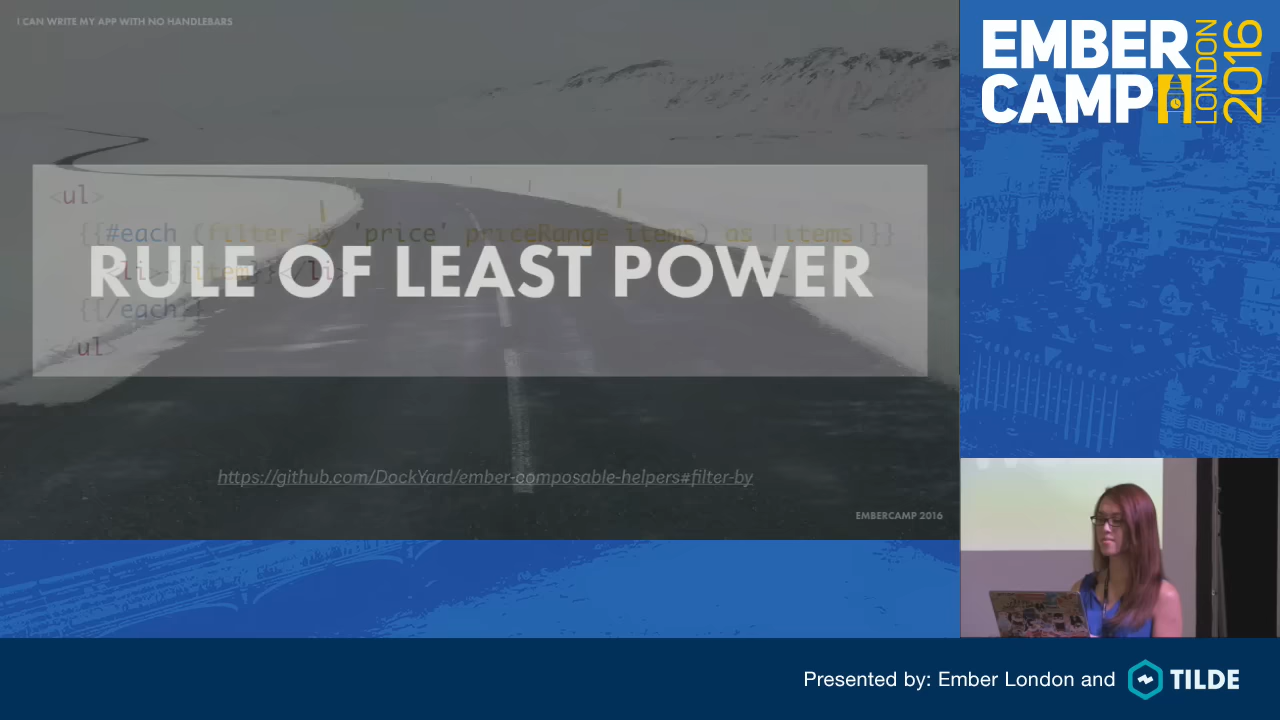 I CAN WRITE MY APP WITH NO HANDLEBARS
<ul>
{{#each (filter-by 'price' priceRange items) as |items|}}
RULE OF LEAST POWER
<li>{{item}}</li>
{{/each}}
</ul>
https://github.com/DockYard/ember-composable-helpers#filter-by
EMBERCAMP 2016
EMBER
CAMP
LONDON
2016
Presented by: Ember London and TILDE